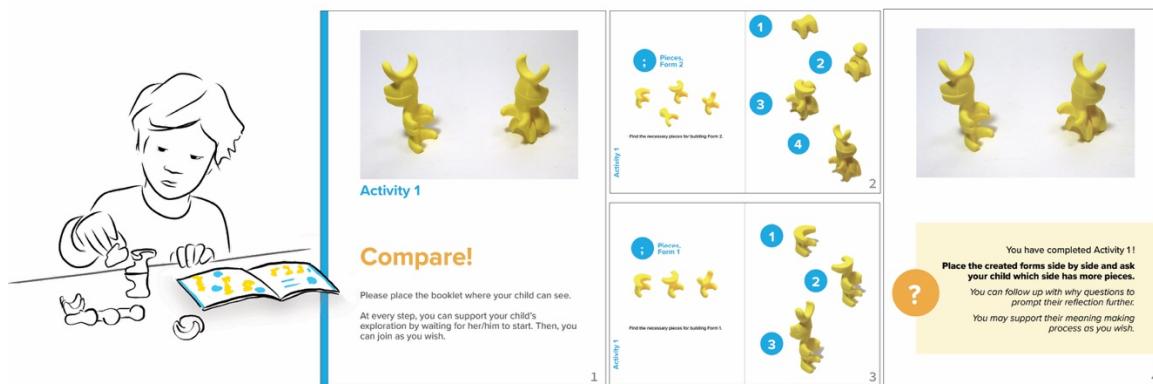 Activity 1
Compare!
Please place the booklet where your child can see.
At every step, you can support your child's
exploration by waiting for her/him to start. Then, you
can join as you wish.
1
;
Pieces,
Form 2
Find the necessary pieces for building Form 2.
Activity 1
1
2
3
4
2
;
Pieces,
Form 1
Find the necessary pieces for building Form 1.
Activity 1
1
2
3
3
You have completed Activity 1 !
Place the created forms side by side and ask
your child which side has more pieces.
?
You can follow up with why questions to
prompt their reflection further.
You may support their meaning making
process as you wish.